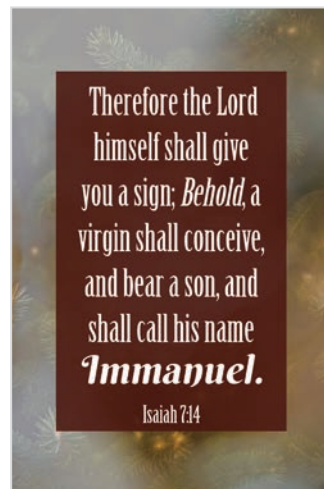 Therefore the Lord
himself shall give
you a sign; Behold, a
virgin shall conceive,
and bear a son, and
shall call his name
Immanuel.
Isaiah 7:14